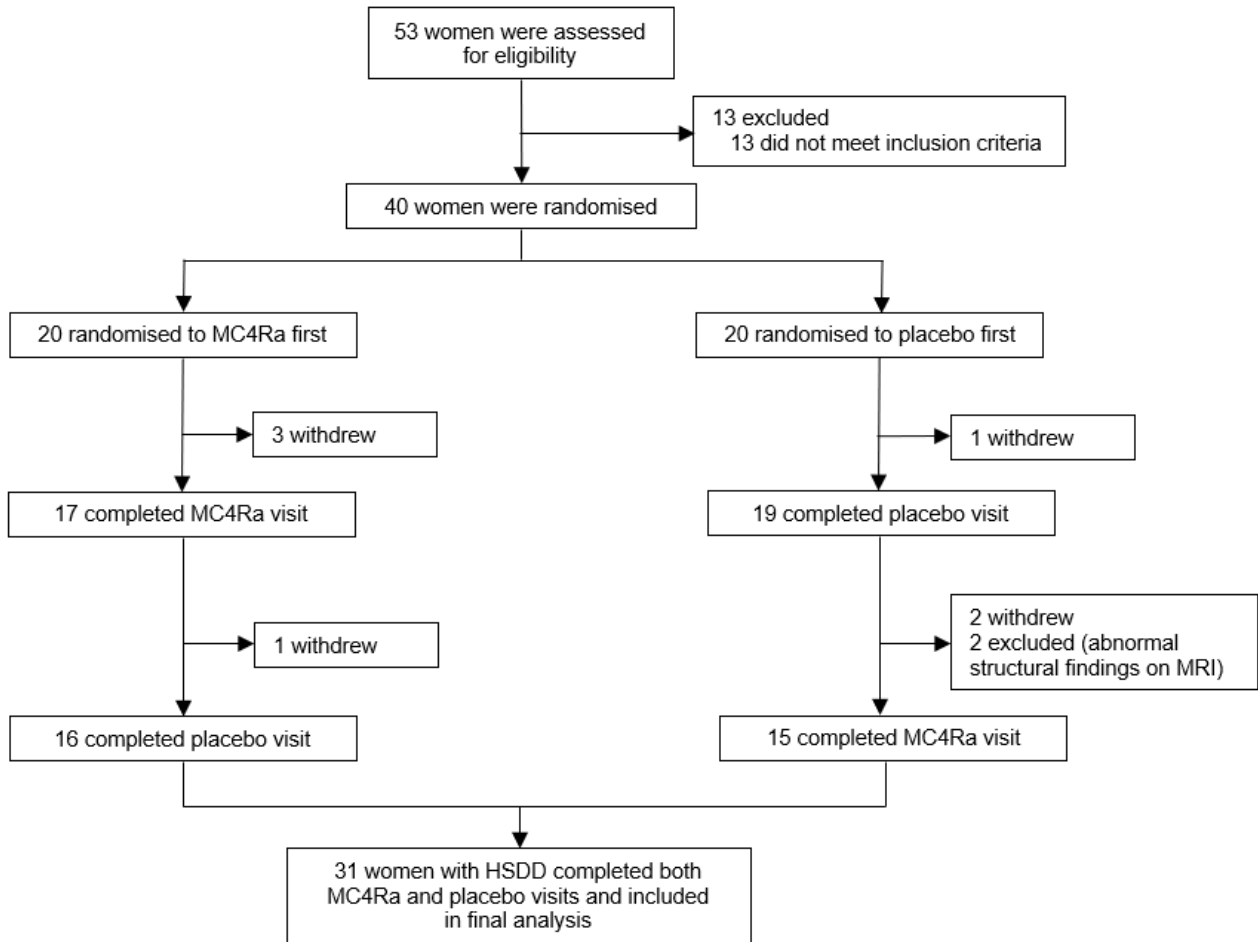 53 women were assessed
for eligibility
13 excluded
13 did not meet inclusion criteria
40 women were randomised
20 randomised to MC4Ra first
20 randomised to placebo first
3 withdrew
1 withdrew
17 completed MC4Ra visit
19 completed placebo visit
1 withdrew
2 withdrew
2 excluded (abnormal
structural findings on MRI)
16 completed placebo visit
15 completed MC4Ra visit
31 women with HSDD completed both
MC4Ra and placebo visits and included
in final analysis